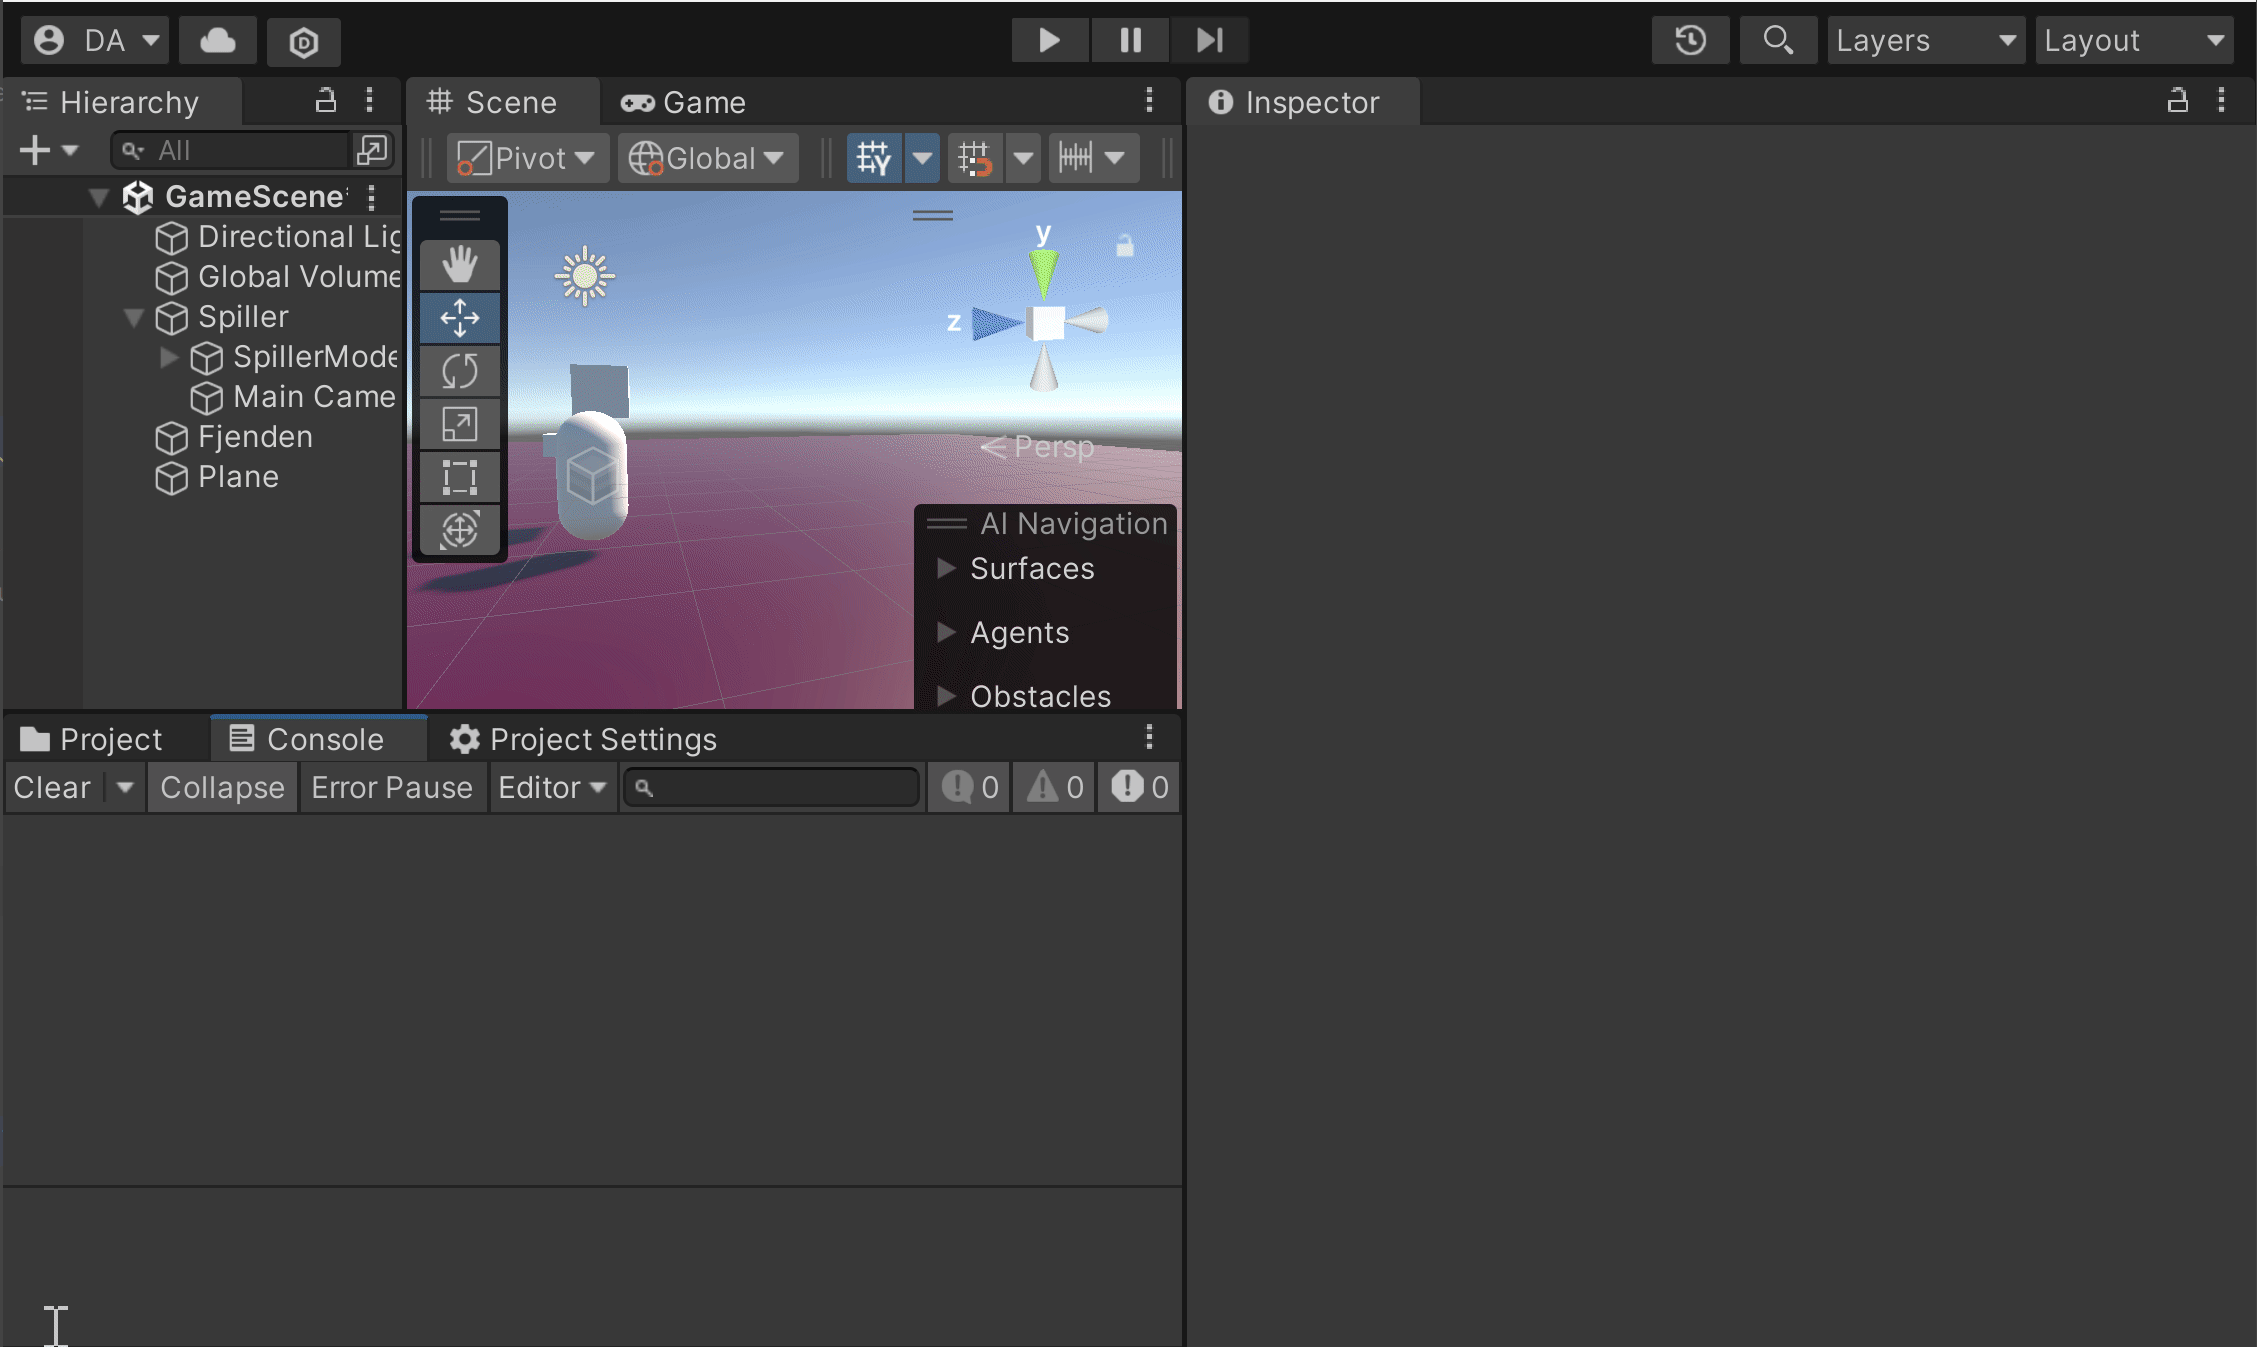 DA
Layers
Layout
Hierarchy
Scene
Game
Inspector
All
Pivot
Global
GameScene
Directional Lig
Global Volume
Spiller
SpillerMode
Main Came
Fjenden
Plane
y
z
Persp
AI Navigation
Surfaces
Agents
Obstacles
Project
Console
Project Settings
Clear
Collapse
Error Pause
Editor
0
0
0